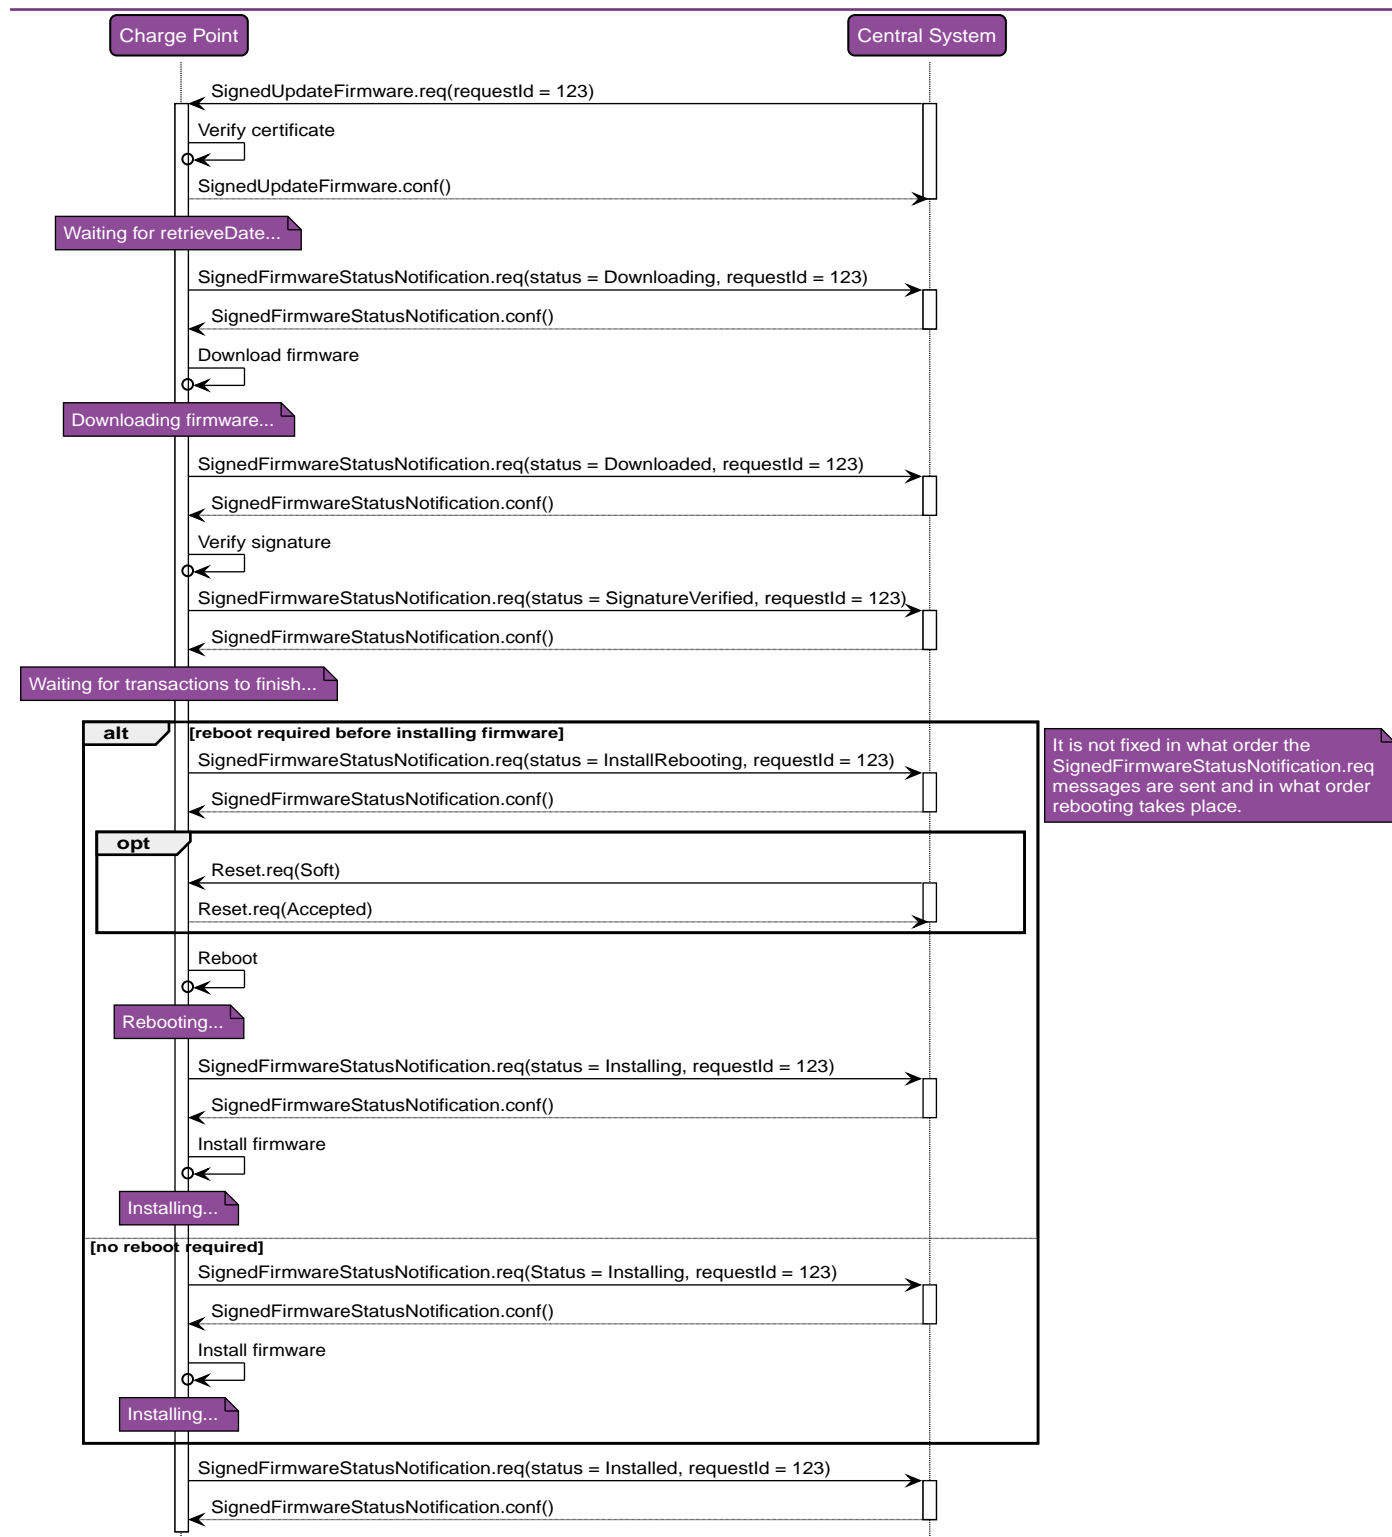 Charge Point
Central System
SignedUpdateFirmware.req(requestId = 123)
Verify certificate
SignedUpdateFirmware.conf()
Waiting for retrieveDate...
SignedFirmwareStatusNotification.req(status = Downloading, requestId = 123)
SignedFirmwareStatusNotification.conf()
Download firmware
Downloading firmware...
SignedFirmwareStatusNotification.req(status = Downloaded, requestId = 123)
SignedFirmwareStatusNotification.conf()
Verify signature
SignedFirmwareStatusNotification.req(status = SignatureVerified, requestId = 123)
SignedFirmwareStatusNotification.conf()
Waiting for transactions to finish...
alt
[reboot required before installing firmware]
SignedFirmwareStatusNotification.req(status = InstallRebooting, requestId = 123)
SignedFirmwareStatusNotification.conf()
It is not fixed in what order the
SignedFirmwareStatusNotification.req
messages are sent and in what order
rebooting takes place.
opt
Reset.req(Soft)
Reset.req(Accepted)
Reboot
Rebooting...
SignedFirmwareStatusNotification.req(status = Installing, requestId = 123)
SignedFirmwareStatusNotification.conf()
Install firmware
Installing...
[no reboot required]
SignedFirmwareStatusNotification.req(Status = Installing, requestId = 123)
SignedFirmwareStatusNotification.conf()
Install firmware
Installing...
SignedFirmwareStatusNotification.req(status = Installed, requestId = 123)
SignedFirmwareStatusNotification.conf()